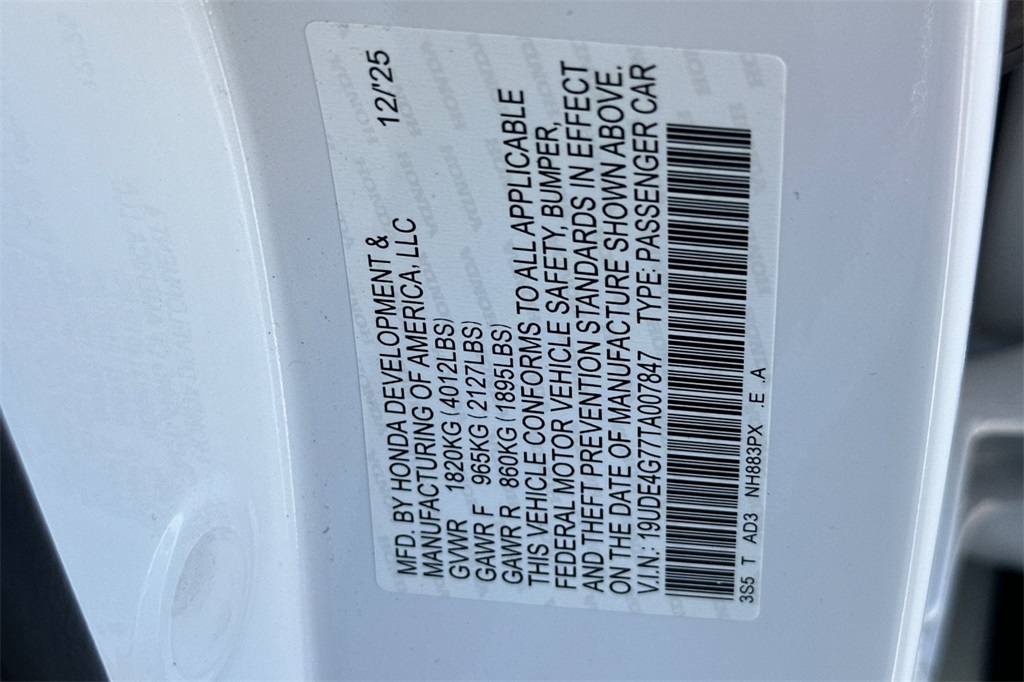 12/'25
MFD. BY HONDA DEVELOPMENT &
MANUFACTURING OF AMERICA, LLC
GVWR 1820KG (4012LBS)
GAWR F 965KG (2127LBS)
GAWR R 860KG (1895LBS)
THIS VEHICLE CONFORMS TO ALL APPLICABLE
FEDERAL MOTOR VEHICLE SAFETY, BUMPER,
AND THEFT PREVENTION STANDARDS IN EFFECT
ON THE DATE OF MANUFACTURE SHOWN ABOVE.
V.I.N.: 19UDE4G77TA007847 TYPE: PASSENGER CAR
3S5 T AD3 NH883PX .E .A